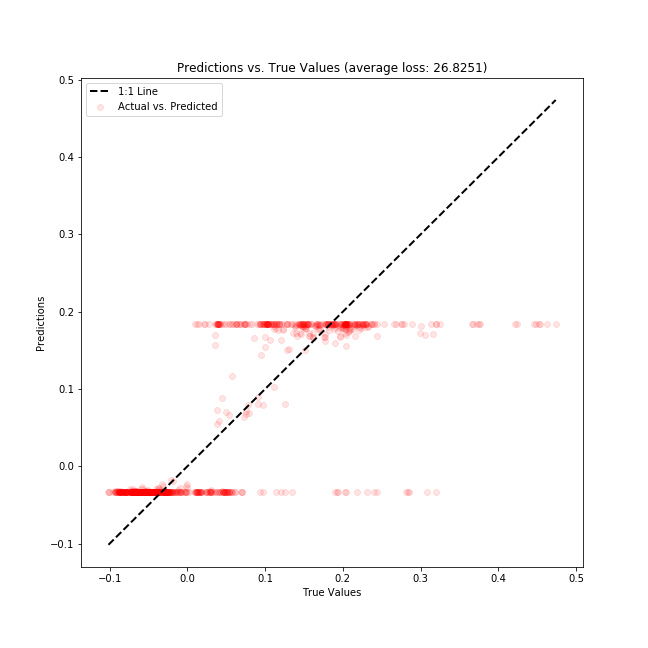 Predictions vs. True Values (average loss: 26.8251)
1:1 Line
Actual vs. Predicted
0.5
0.4
0.3
0.2
0.1
0.0
−0.1
Predictions
−0.1 0.0 0.1 0.2 0.3 0.4 0.5
True Values